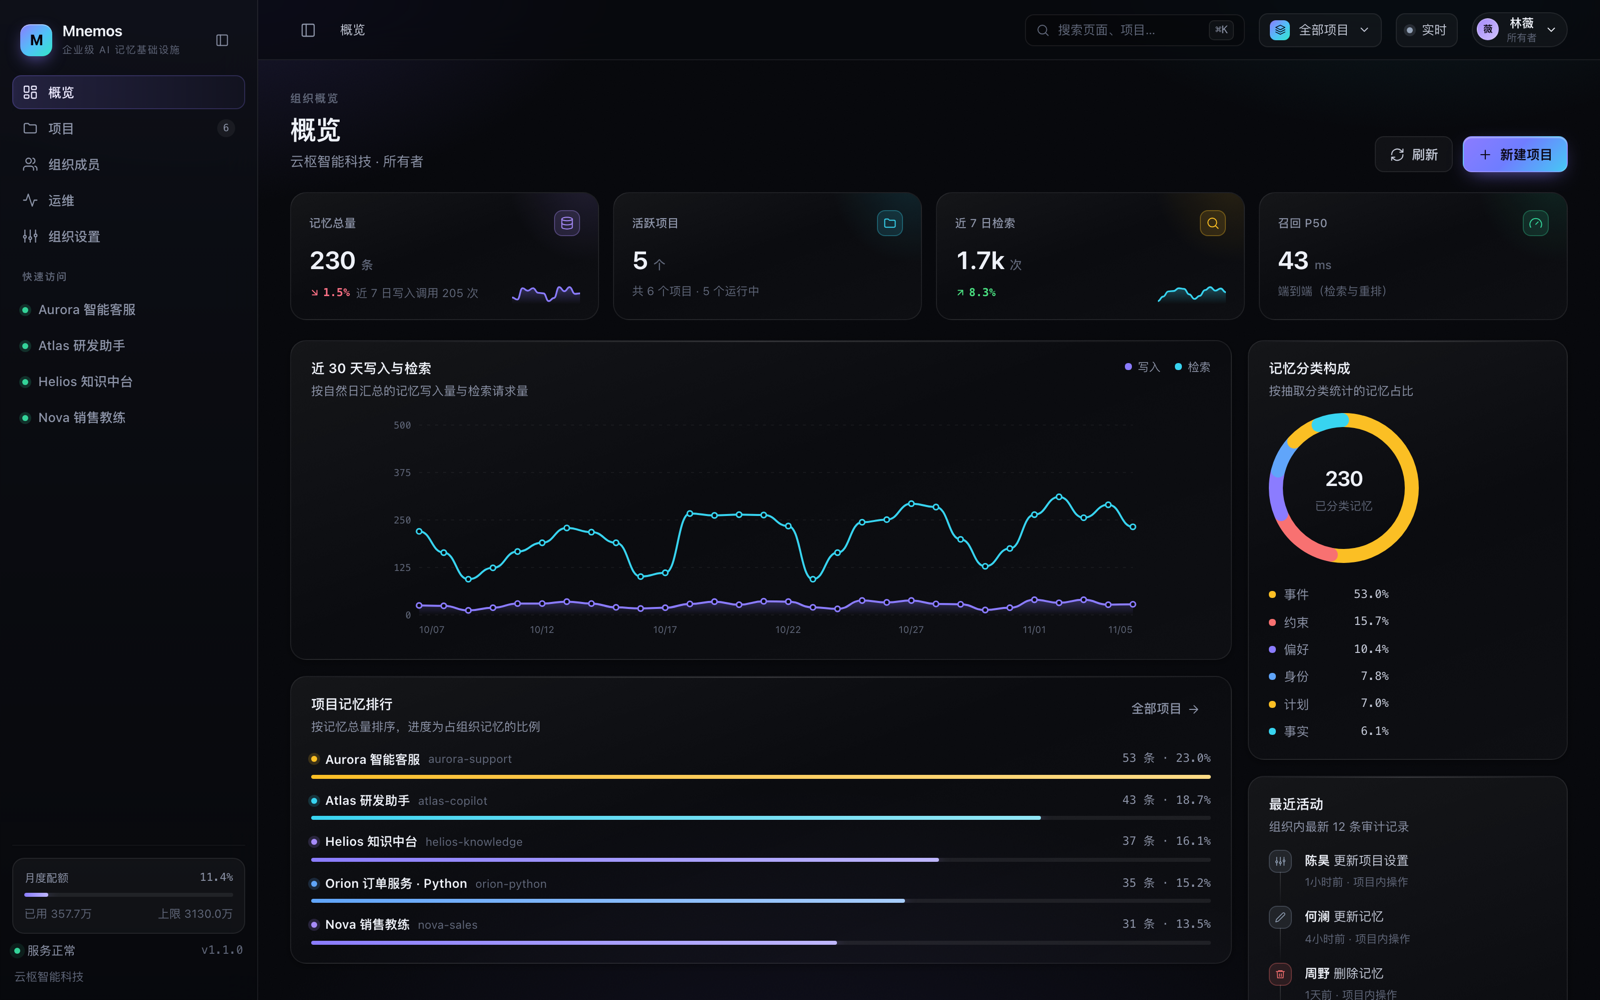 M
Mnemos
企业级 AI 记忆基础设施
概览
项目
6
组织成员
运维
组织设置
快速访问
Aurora 智能客服
Atlas 研发助手
Helios 知识中台
Nova 销售教练
月度配额
11.4%
已用 357.7万
上限 3130.0万
服务正常
v1.1.0
云枢智能科技
概览
搜索页面、项目...
⌘K
全部项目
实时
薇
林薇
所有者
组织概览
概览
云枢智能科技 · 所有者
刷新
新建项目
记忆总量
230 条
↘ 1.5% 近 7 日写入调用 205 次
活跃项目
5 个
共 6 个项目 · 5 个运行中
近 7 日检索
1.7k 次
↗ 8.3%
召回 P50
43 ms
端到端（检索与重排）
近 30 天写入与检索
按自然日汇总的记忆写入量与检索请求量
写入
检索
500
375
250
125
0
10/07
10/12
10/17
10/22
10/27
11/01
11/05
记忆分类构成
按抽取分类统计的记忆占比
230
已分类记忆
事件 53.0%
约束 15.7%
偏好 10.4%
身份 7.8%
计划 7.0%
事实 6.1%
项目记忆排行
按记忆总量排序，进度为占组织记忆的比例
全部项目 →
Aurora 智能客服 aurora-support 53 条 · 23.0%
Atlas 研发助手 atlas-copilot 43 条 · 18.7%
Helios 知识中台 helios-knowledge 37 条 · 16.1%
Orion 订单服务 · Python orion-python 35 条 · 15.2%
Nova 销售教练 nova-sales 31 条 · 13.5%
最近活动
组织内最新 12 条审计记录
陈昊 更新项目设置
1小时前 · 项目内操作
何澜 更新记忆
4小时前 · 项目内操作
周野 删除记忆
1天前 · 项目内操作